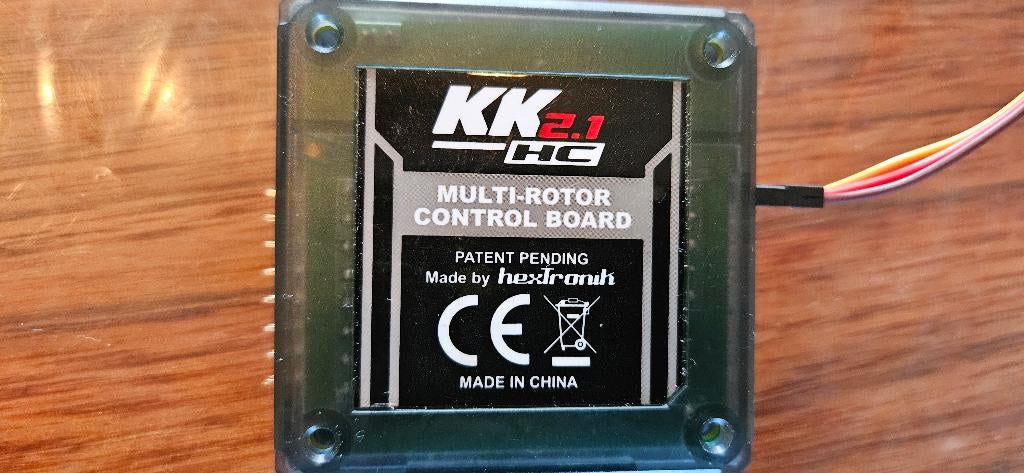 KK2.1
HC
MULTI-ROTOR
CONTROL BOARD
PATENT PENDING
Made by hexTronik
CE
MADE IN CHINA